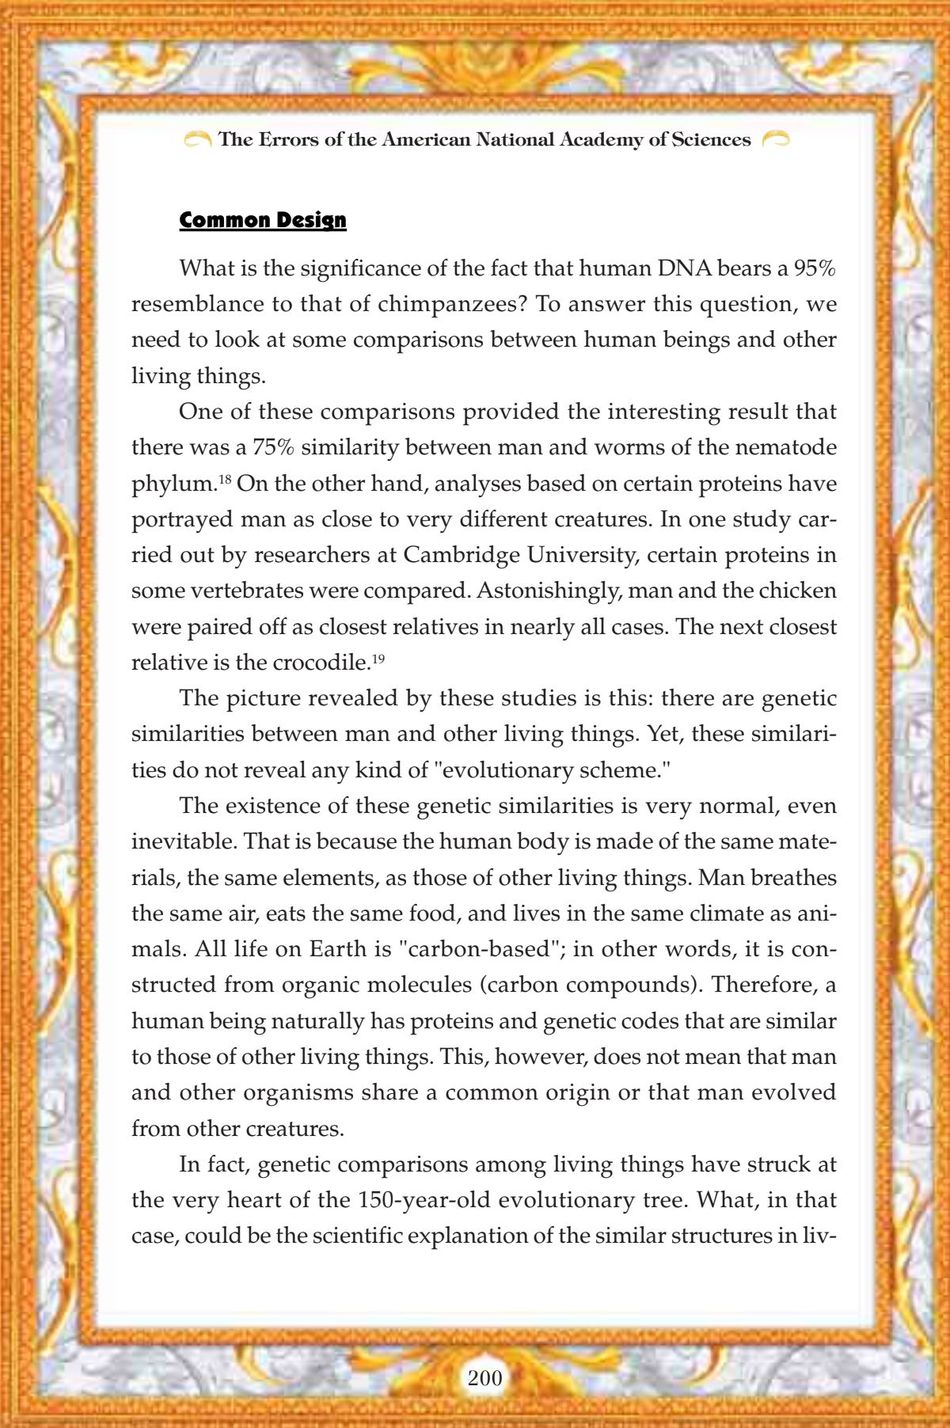 The Errors of the American National Academy of Sciences
Common Design
What is the significance of the fact that human DNA bears a 95%
resemblance to that of chimpanzees? To answer this question, we
need to look at some comparisons between human beings and other
living things.
One of these comparisons provided the interesting result that
there was a 75% similarity between man and worms of the nematode
phylum.18 On the other hand, analyses based on certain proteins have
portrayed man as close to very different creatures. In one study car-
ried out by researchers at Cambridge University, certain proteins in
some vertebrates were compared. Astonishingly, man and the chicken
were paired off as closest relatives in nearly all cases. The next closest
relative is the crocodile.19
The picture revealed by these studies is this: there are genetic
similarities between man and other living things. Yet, these similari-
ties do not reveal any kind of "evolutionary scheme."
The existence of these genetic similarities is very normal, even
inevitable. That is because the human body is made of the same mate-
rials, the same elements, as those of other living things. Man breathes
the same air, eats the same food, and lives in the same climate as ani-
mals. All life on Earth is "carbon-based"; in other words, it is con-
structed from organic molecules (carbon compounds). Therefore, a
human being naturally has proteins and genetic codes that are similar
to those of other living things. This, however, does not mean that man
and other organisms share a common origin or that man evolved
from other creatures.
In fact, genetic comparisons among living things have struck at
the very heart of the 150-year-old evolutionary tree. What, in that
case, could be the scientific explanation of the similar structures in liv-
200